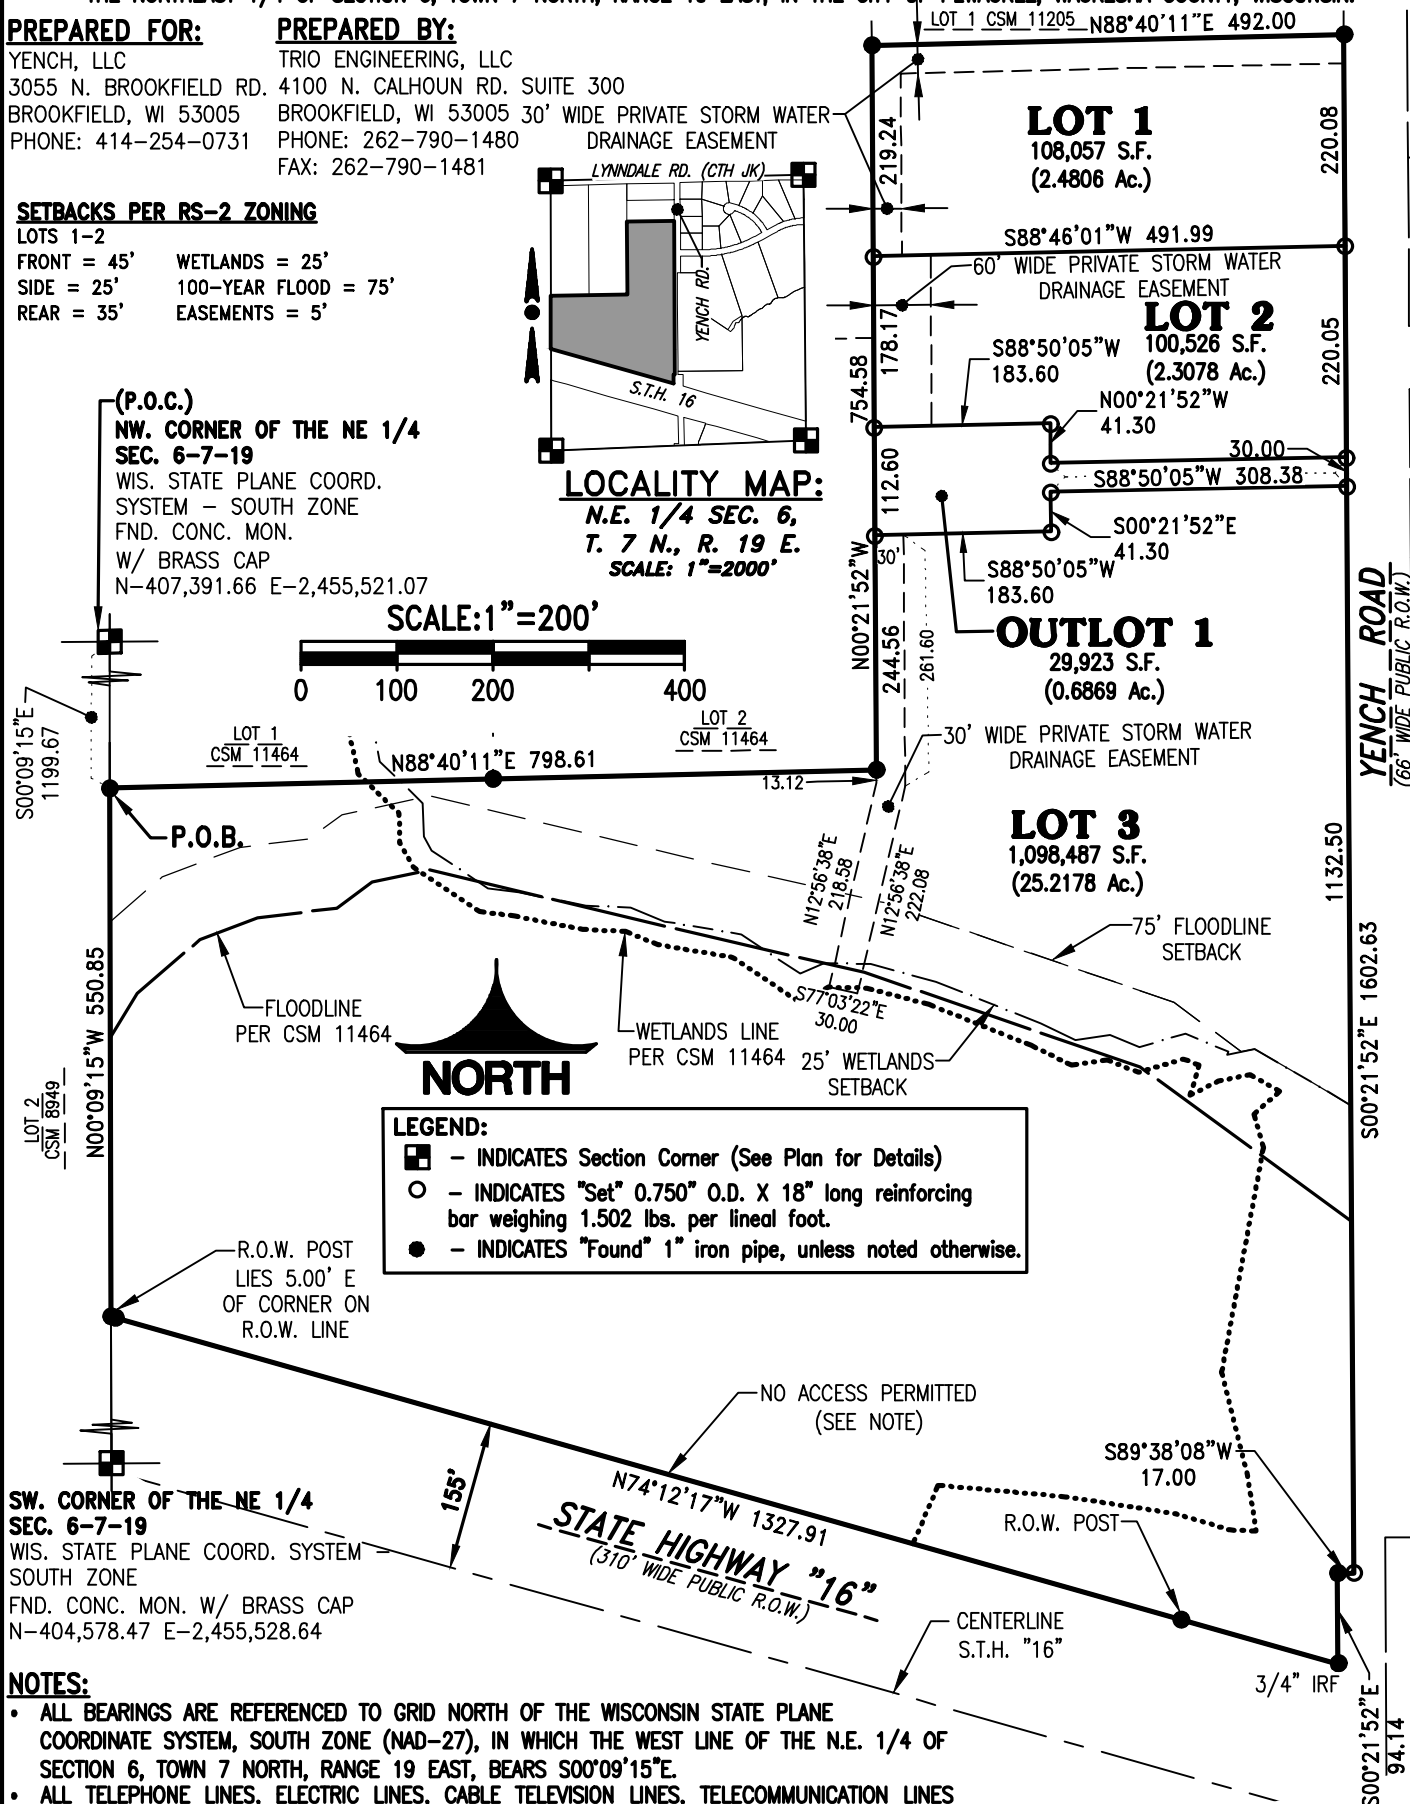 PREPARED FOR:
YENCH, LLC
3055 N. BROOKFIELD RD.
BROOKFIELD, WI 53005
PHONE: 414-254-0731
PREPARED BY:
TRIO ENGINEERING, LLC
4100 N. CALHOUN RD. SUITE 300
BROOKFIELD, WI 53005
PHONE: 262-790-1480
FAX: 262-790-1481
SETBACKS PER RS-2 ZONING
LOTS 1-2
FRONT = 45' WETLANDS = 25'
SIDE = 25' 100-YEAR FLOOD = 75'
REAR = 35' EASEMENTS = 5'
30' WIDE PRIVATE STORM WATER
DRAINAGE EASEMENT
LYNNDALE RD. (CTH JK)
YENCH RD.
S.T.H. 16
LOCALITY MAP:
N.E. 1/4 SEC. 6,
T. 7 N., R. 19 E.
SCALE: 1"=2000'
LOT 1 CSM 11205
N88°40'11"E 492.00
LOT 1
108,057 S.F.
(2.4806 Ac.)
219.24
220.08
S88°46'01"W 491.99
60' WIDE PRIVATE STORM WATER
DRAINAGE EASEMENT
LOT 2
100,526 S.F.
(2.3078 Ac.)
178.17
220.05
754.58
S88°50'05"W
183.60
N00°21'52"W
41.30
30.00
S88°50'05"W 308.38
112.60
S00°21'52"E
41.30
S88°50'05"W
183.60
30'
OUTLOT 1
29,923 S.F.
(0.6869 Ac.)
N00°21'52"W
244.56
261.60
30' WIDE PRIVATE STORM WATER
DRAINAGE EASEMENT
YENCH ROAD
(66' WIDE PUBLIC R.O.W.)
(P.O.C.)
NW. CORNER OF THE NE 1/4
SEC. 6-7-19
WIS. STATE PLANE COORD.
SYSTEM - SOUTH ZONE
FND. CONC. MON.
W/ BRASS CAP
N-407,391.66 E-2,455,521.07
SCALE:1"=200'
0 100 200 400
S00°09'15"E
1199.67
LOT 1
CSM 11464
LOT 2
CSM 11464
N88°40'11"E 798.61
13.12
P.O.B.
LOT 3
1,098,487 S.F.
(25.2178 Ac.)
1132.50
N12°56'38"E
218.58
N12°56'38"E
222.08
75' FLOODLINE
SETBACK
S00°21'52"E 1602.63
N00°09'15"W 550.85
FLOODLINE
PER CSM 11464
WETLANDS LINE
PER CSM 11464
S77°03'22"E
30.00
25' WETLANDS
SETBACK
NORTH
LOT 2
CSM 8949
LEGEND:
- INDICATES Section Corner (See Plan for Details)
- INDICATES "Set" 0.750" O.D. X 18" long reinforcing
bar weighing 1.502 lbs. per lineal foot.
- INDICATES "Found" 1" iron pipe, unless noted otherwise.
R.O.W. POST
LIES 5.00' E
OF CORNER ON
R.O.W. LINE
NO ACCESS PERMITTED
(SEE NOTE)
155'
N74°12'17"W 1327.91
STATE HIGHWAY "16"
(310' WIDE PUBLIC R.O.W.)
S89°38'08"W
17.00
R.O.W. POST
CENTERLINE
S.T.H. "16"
3/4" IRF
S00°21'52"E
94.14
SW. CORNER OF THE NE 1/4
SEC. 6-7-19
WIS. STATE PLANE COORD. SYSTEM -
SOUTH ZONE
FND. CONC. MON. W/ BRASS CAP
N-404,578.47 E-2,455,528.64
NOTES:
• ALL BEARINGS ARE REFERENCED TO GRID NORTH OF THE WISCONSIN STATE PLANE
COORDINATE SYSTEM, SOUTH ZONE (NAD-27), IN WHICH THE WEST LINE OF THE N.E. 1/4 OF
SECTION 6, TOWN 7 NORTH, RANGE 19 EAST, BEARS S00°09'15"E.
• ALL TELEPHONE LINES, ELECTRIC LINES, CABLE TELEVISION LINES, TELECOMMUNICATION LINES